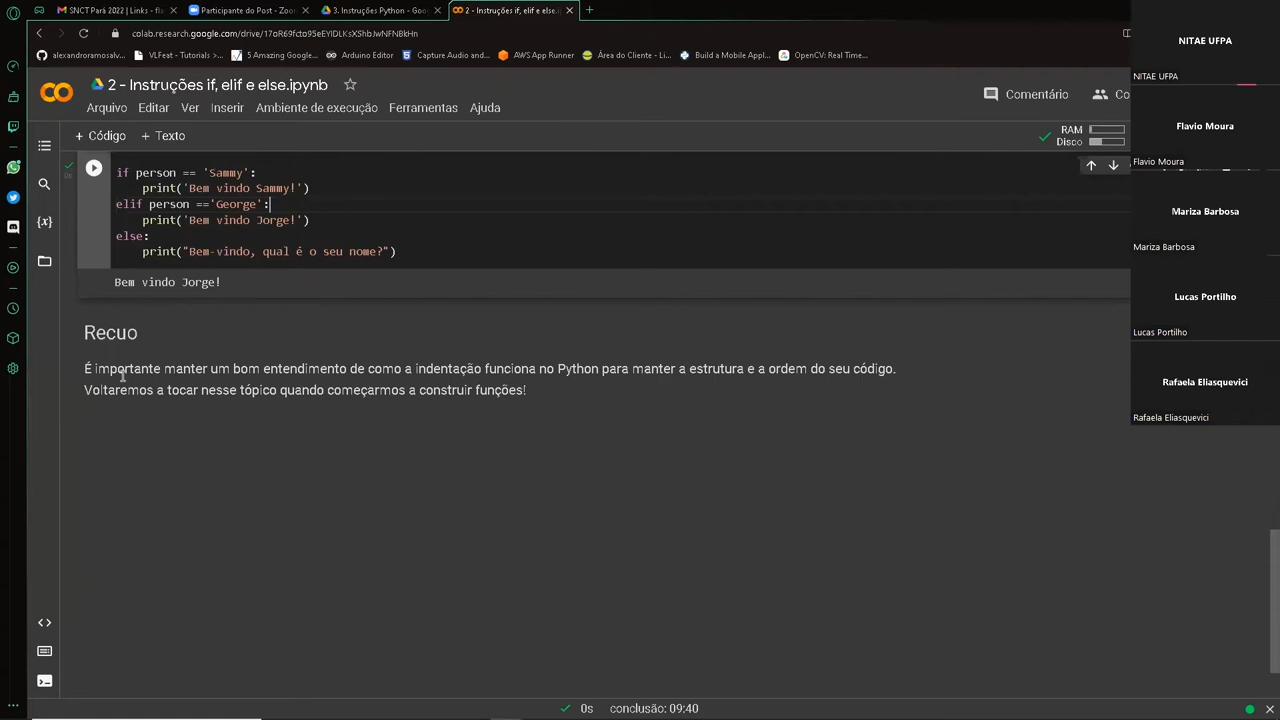 SNCT Pará 2022 | Links - f
Participante do Post - Zoo
3. Instruções Python - Goo
2 - Instruções if, elif e else.i
colab.research.google.com/drive/17oR69fcto95eEYIDLKsXShbJwNFNBkHn
alexandroramosalv...
VLFeat - Tutorials >...
5 Amazing Google...
Capture Audio and...
Arduino Editor
AWS App Runner
Área do Cliente - Li...
Build a Mobile Appl...
OpenCV: Real Time...
2 - Instruções if, elif e else.ipynb
Arquivo Editar Ver Inserir Ambiente de execução Ferramentas Ajuda
Comentário
Co
+ Código + Texto
RAM
Disco
if person == 'Sammy':
print('Bem vindo Sammy!')
elif person =='George':
print('Bem vindo Jorge!')
else:
print("Bem-vindo, qual é o seu nome?")
0s
Bem vindo Jorge!
Recuo
É importante manter um bom entendimento de como a indentação funciona no Python para manter a estrutura e a ordem do seu código.
Voltaremos a tocar nesse tópico quando começarmos a construir funções!
0s conclusão: 09:40
NITAE UFPA
NITAE UFPA
Flavio Moura
Flavio Moura
Mariza Barbosa
Mariza Barbosa
Lucas Portilho
Lucas Portilho
Rafaela Eliasquevici
Rafaela Eliasquevici